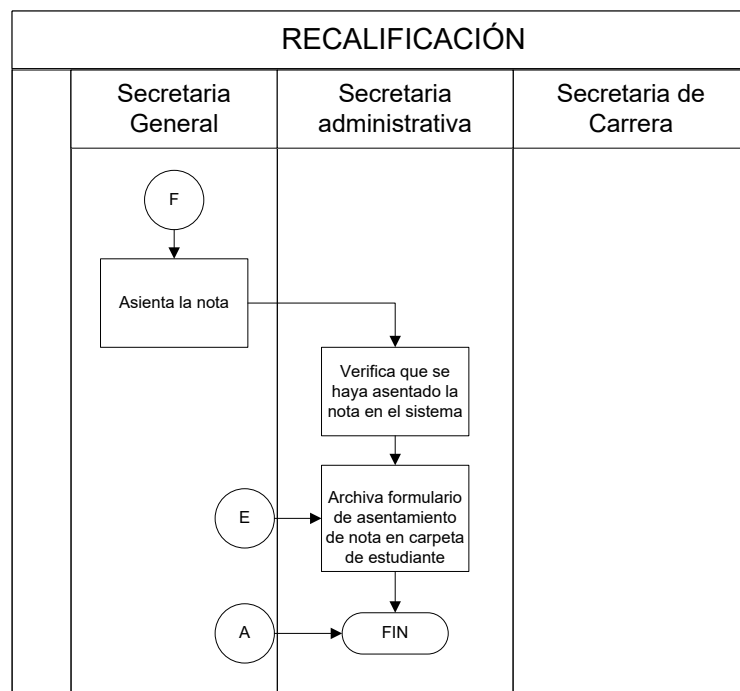 RECALIFICACIÓN
Secretaria
General
Secretaria
administrativa
Secretaria de
Carrera
F
Asienta la nota
Verifica que se
haya asentado la
nota en el sistema
E
Archiva formulario
de asentamiento
de nota en carpeta
de estudiante
A
FIN